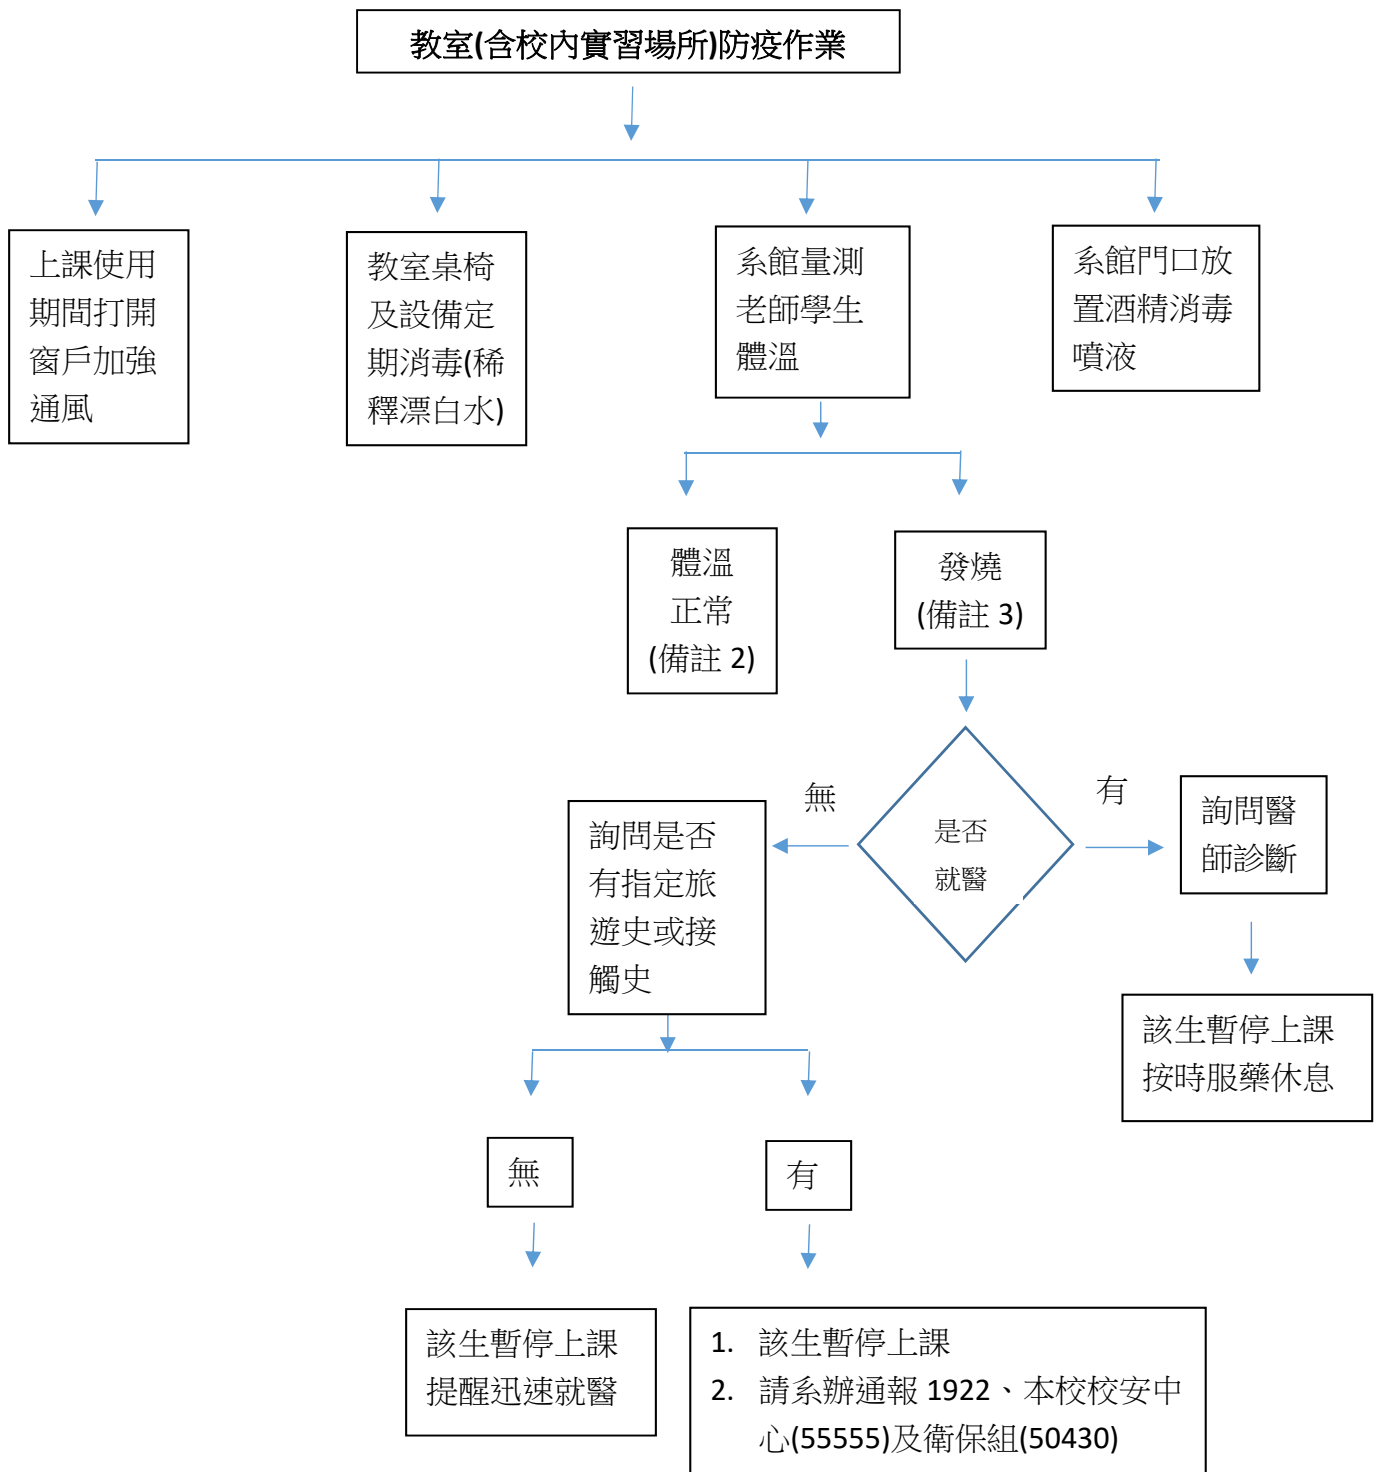 教室(含校內實習場所)防疫作業
上課使用
期間打開
窗戶加強
通風
教室桌椅
及設備定
期消毒(稀
釋漂白水)
系館量測
老師學生
體溫
系館門口放
置酒精消毒
噴液
體溫
正常
(備註 2)
發燒
(備註 3)
是否
就醫
無
有
詢問是否
有指定旅
遊史或接
觸史
詢問醫
師診斷
該生暫停上課
按時服藥休息
無
有
該生暫停上課
提醒迅速就醫
1. 該生暫停上課
2. 請系辦通報 1922、本校校安中
心(55555)及衛保組(50430)